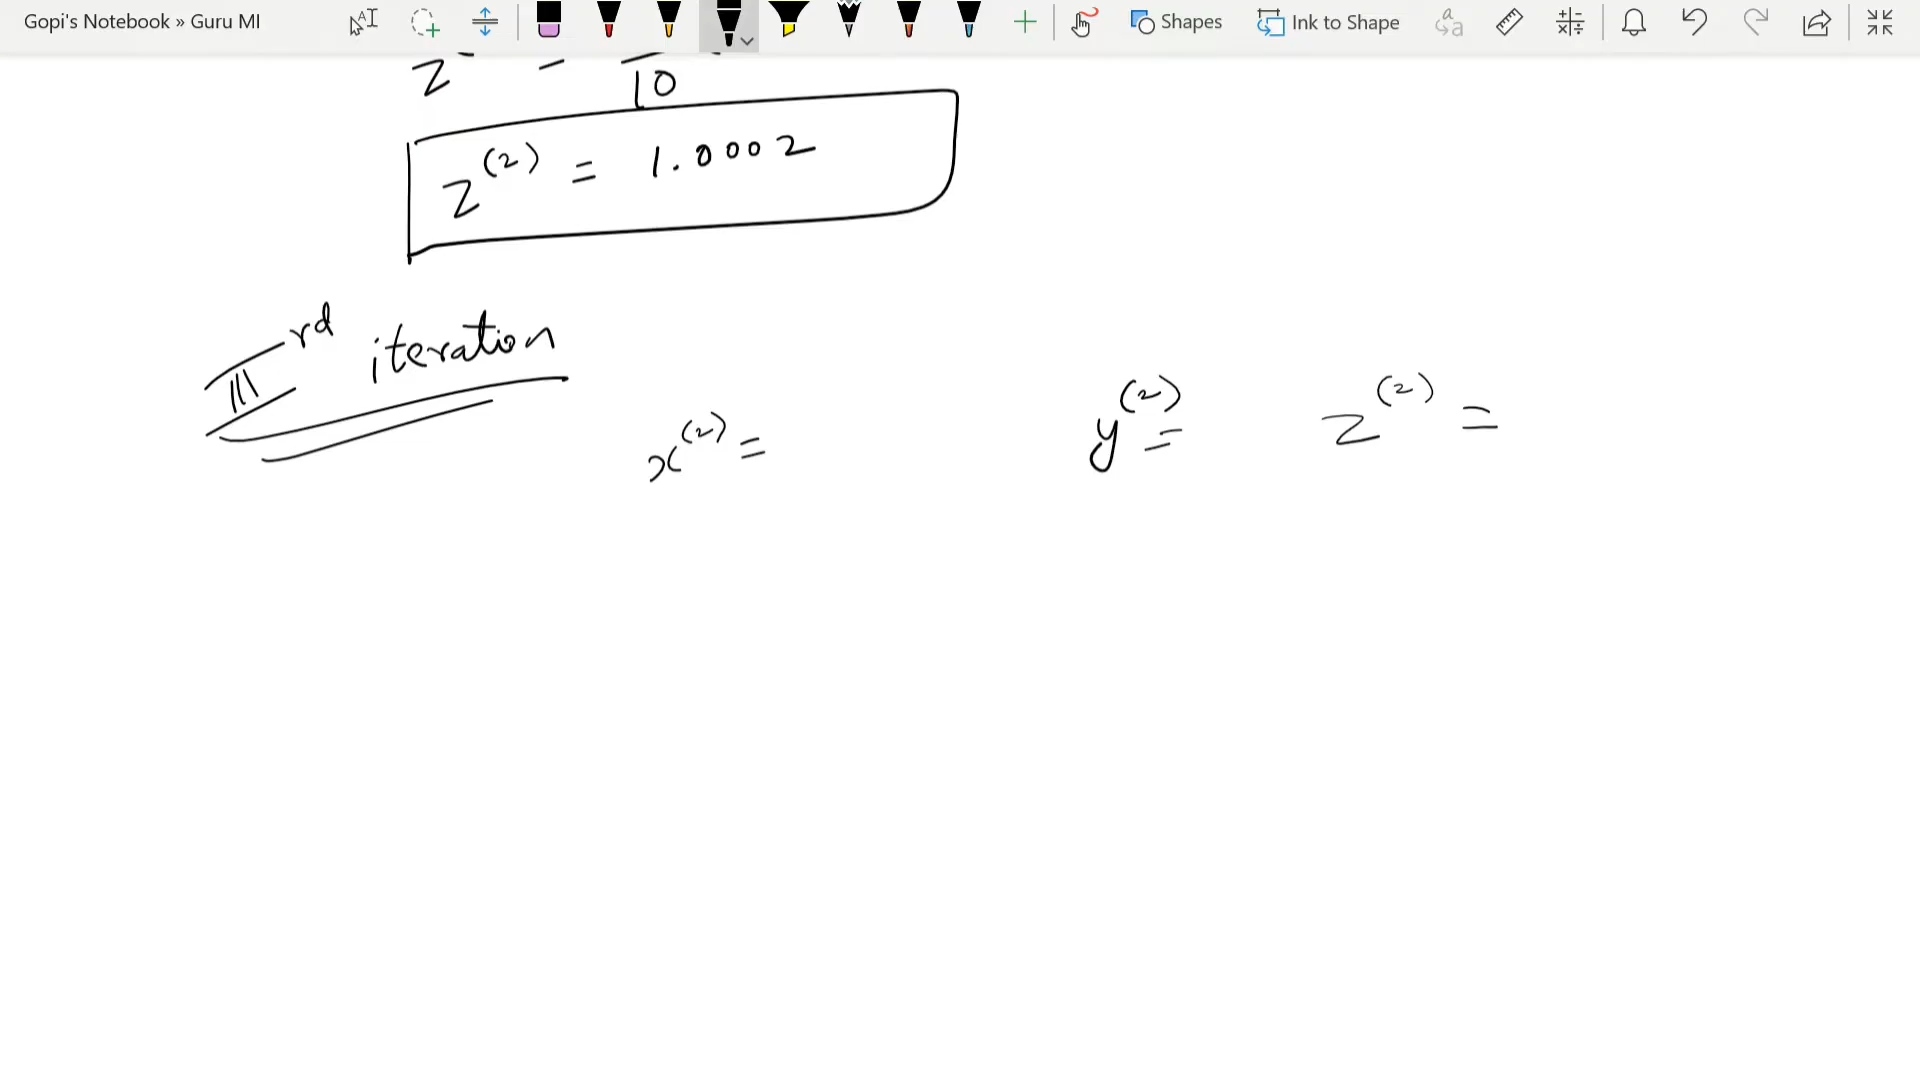 Gopi's Notebook » Guru MI
Shapes
Ink to Shape
z = 10
z^(2) = 1.0002
III^rd iteration
x^(2) = y^(2) = z^(2) =